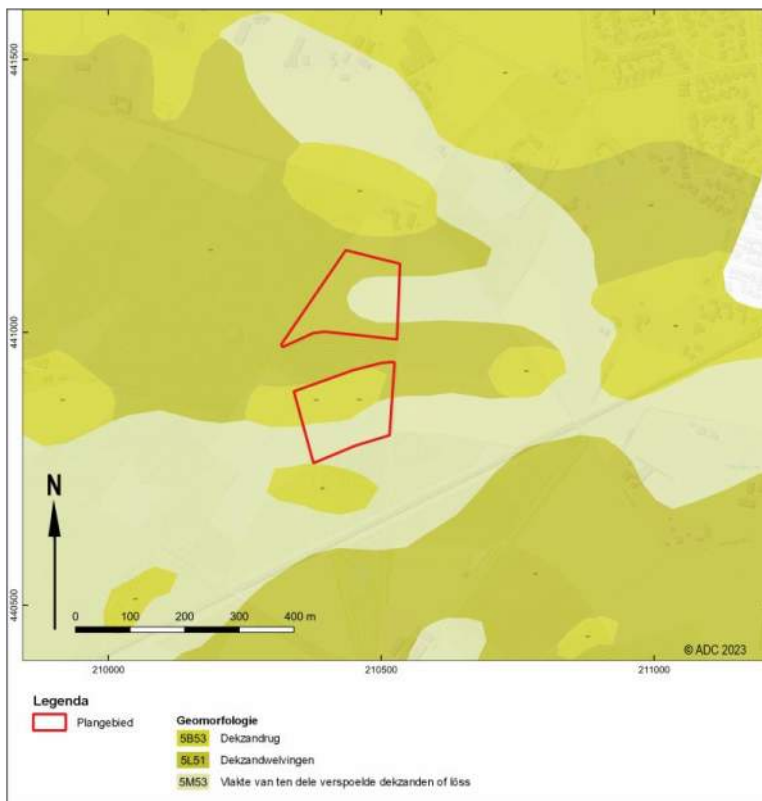 441500
441000
440500
N
0 100 200 300 400 m
© ADC 2023
210000 210500 211000
Legenda
Plangebied
Geomorfologie
5B53 Dekzandrug
5L51 Dekzandwelvingen
5M53 Vlakte van ten dele verspoelde dekzanden of löss